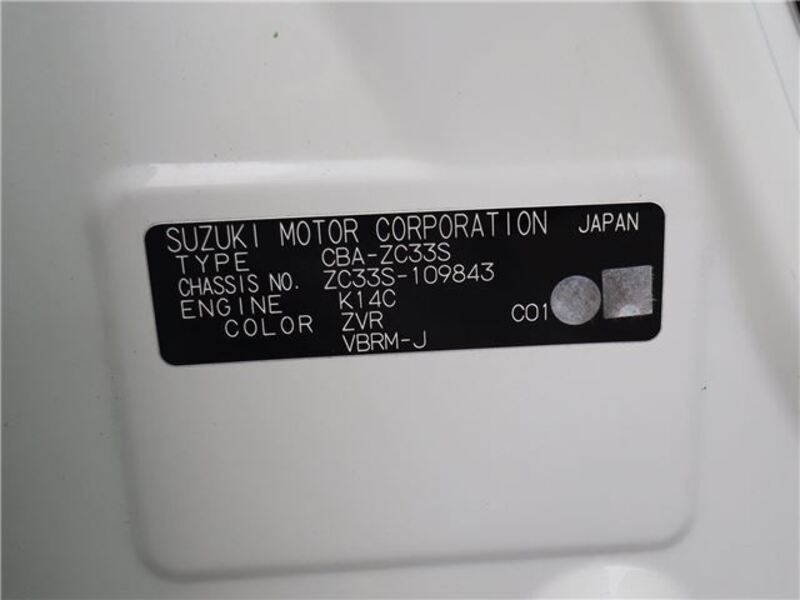 SUZUKI MOTOR CORPORATION JAPAN
TYPE CBA-ZC33S
CHASSIS NO. ZC33S-109843
ENGINE K14C
COLOR ZVR
VBRM-J
C01